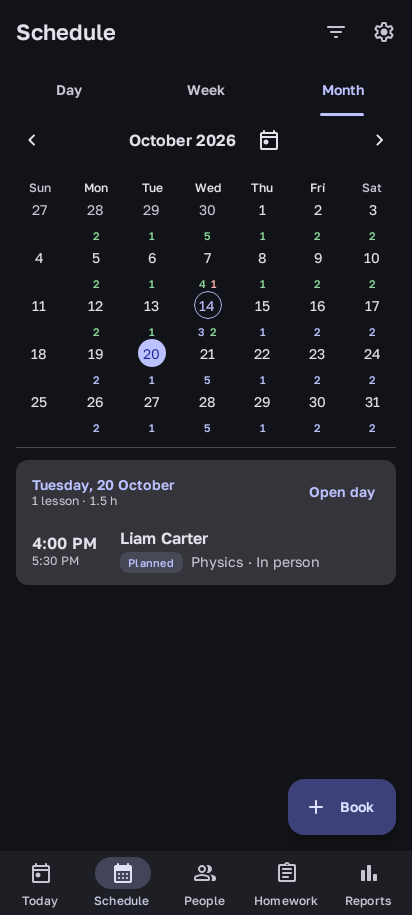 Schedule
Day Week Month
October 2026
Sun Mon Tue Wed Thu Fri Sat
27 28 29 30 1 2 3
2 1 5 1 2 2
4 5 6 7 8 9 10
2 1 4 1 1 2 2
11 12 13 14 15 16 17
2 1 3 2 1 2 2
18 19 20 21 22 23 24
2 1 5 1 2 2
25 26 27 28 29 30 31
2 1 5 1 2 2
Tuesday, 20 October
1 lesson · 1.5 h
Open day
4:00 PM Liam Carter
5:30 PM Planned Physics · In person
Book
Today Schedule People Homework Reports